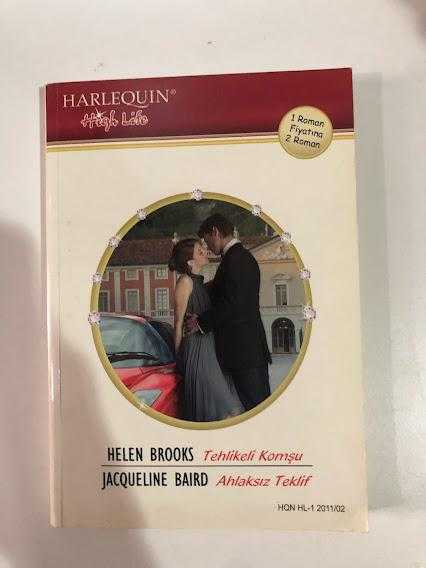 HARLEQUIN®
High Life
1 Roman
Fiyatına
2 Roman
HELEN BROOKS Tehlikeli Komşu
JACQUELINE BAIRD Ahlaksız Teklif
HQN HL-1 2011/02